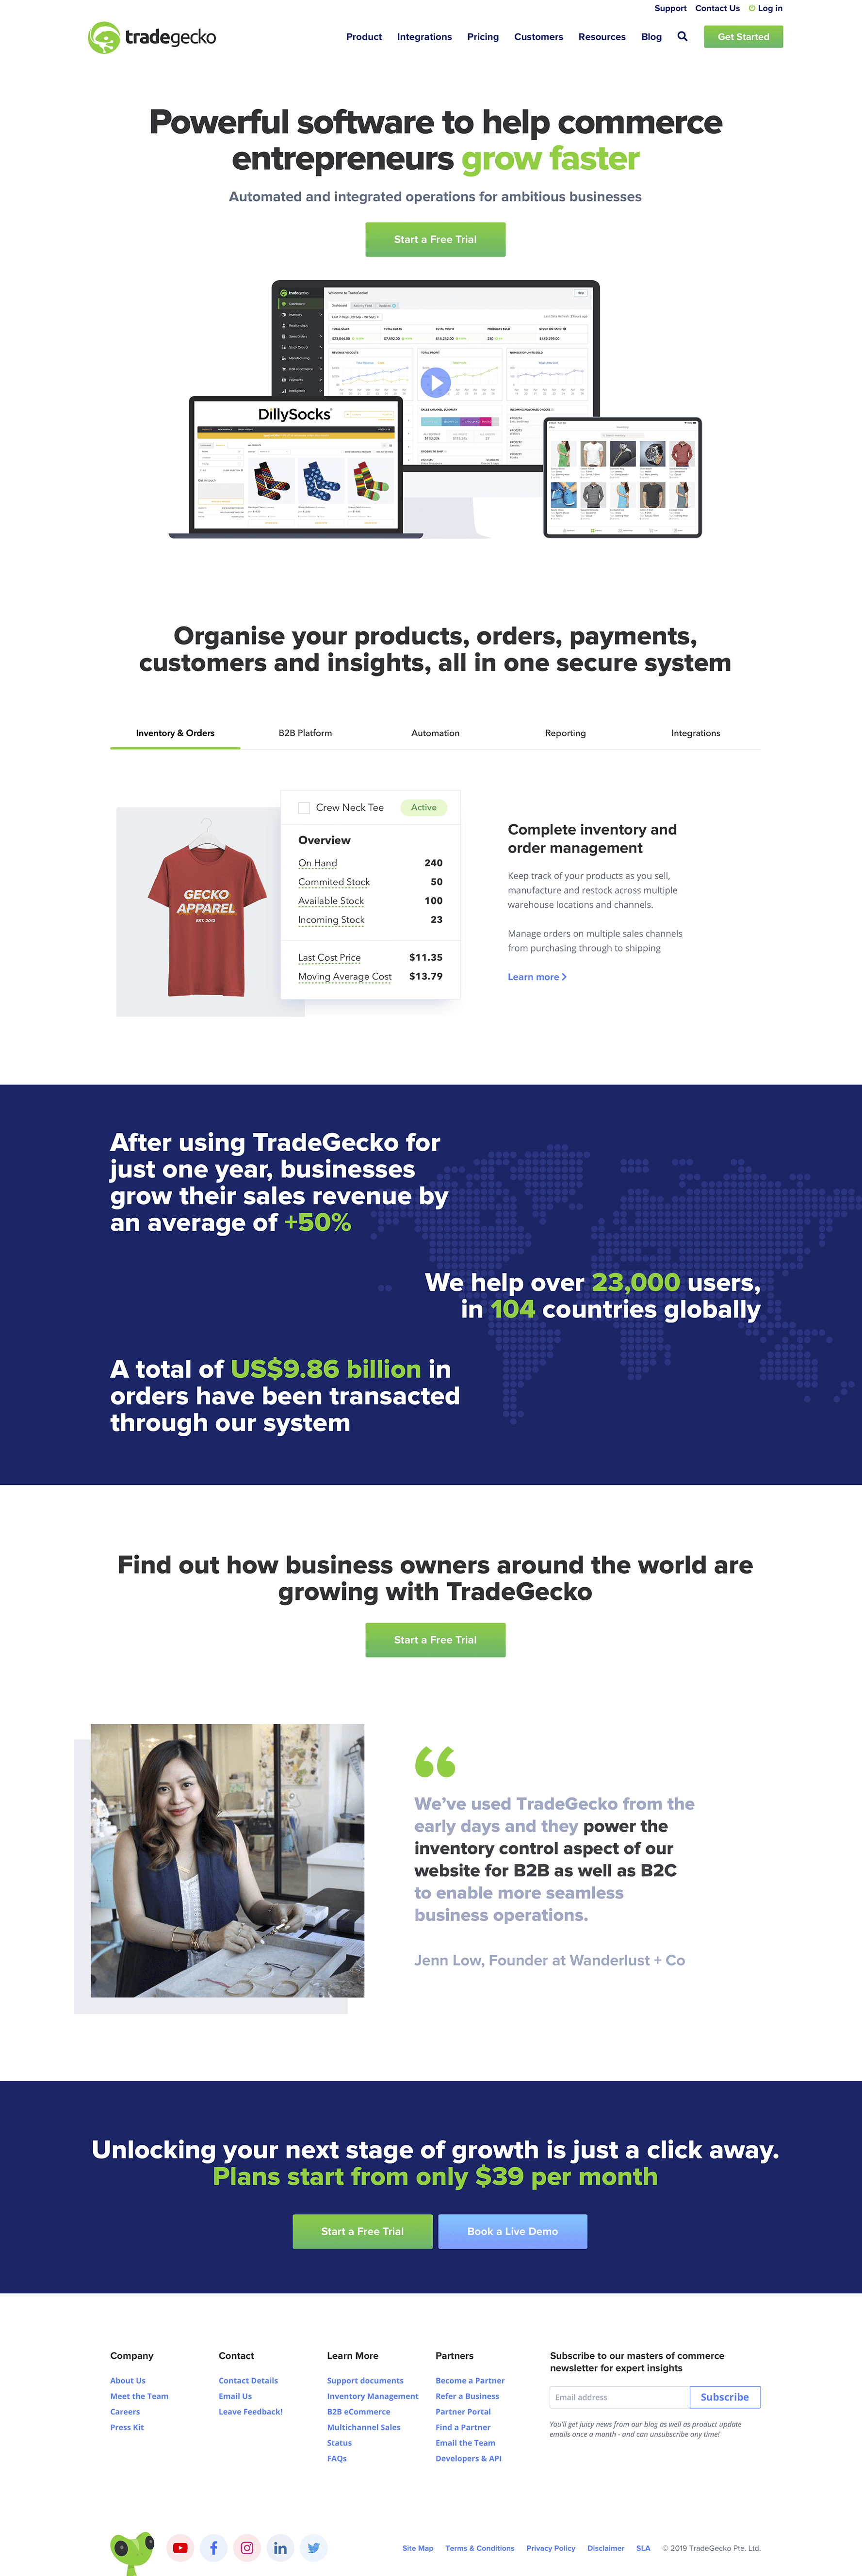 Support Contact Us Log in
tradegecko
Product Integrations Pricing Customers Resources Blog Get Started
Powerful software to help commerce
entrepreneurs grow faster
Automated and integrated operations for ambitious businesses
Start a Free Trial
tradegecko Welcome to TradeGecko!
DillySocks
Organise your products, orders, payments,
customers and insights, all in one secure system
Inventory & Orders B2B Platform Automation Reporting Integrations
GECKO
APPAREL
EST. 2012
Crew Neck Tee Active
Overview
On Hand 240
Commited Stock 50
Available Stock 100
Incoming Stock 23
Last Cost Price $11.35
Moving Average Cost $13.79
Complete inventory and
order management
Keep track of your products as you sell,
manufacture and restock across multiple
warehouse locations and channels.
Manage orders on multiple sales channels
from purchasing through to shipping
Learn more
After using TradeGecko for
just one year, businesses
grow their sales revenue by
an average of +50%
We help over 23,000 users,
in 104 countries globally
A total of US$9.86 billion in
orders have been transacted
through our system
Find out how business owners around the world are
growing with TradeGecko
Start a Free Trial
We’ve used TradeGecko from the
early days and they power the
inventory control aspect of our
website for B2B as well as B2C
to enable more seamless
business operations.
Jenn Low, Founder at Wanderlust + Co
Unlocking your next stage of growth is just a click away.
Plans start from only $39 per month
Start a Free Trial Book a Live Demo
Company
About Us
Meet the Team
Careers
Press Kit
Contact
Contact Details
Email Us
Leave Feedback!
Learn More
Support documents
Inventory Management
B2B eCommerce
Multichannel Sales
Status
FAQs
Partners
Become a Partner
Refer a Business
Partner Portal
Find a Partner
Email the Team
Developers & API
Subscribe to our masters of commerce
newsletter for expert insights
Email address Subscribe
You'll get juicy news from our blog as well as product update
emails once a month - and can unsubscribe any time!
Site Map Terms & Conditions Privacy Policy Disclaimer SLA © 2019 TradeGecko Pte. Ltd.